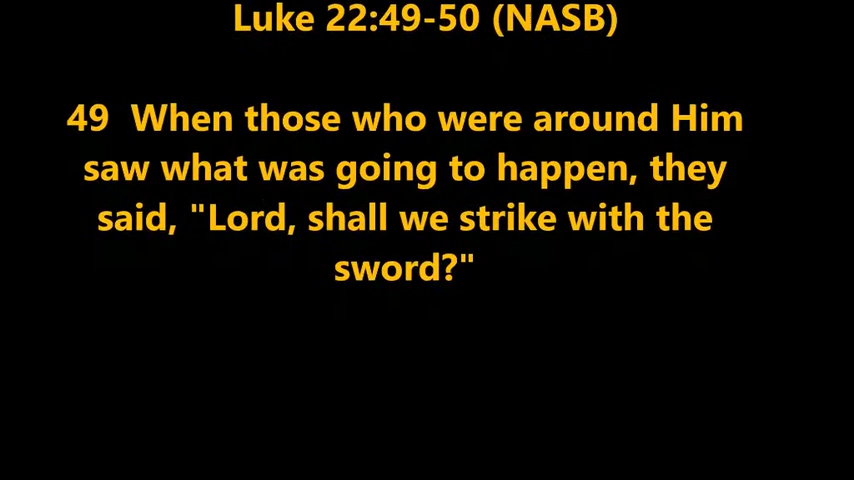 Luke 22:49-50 (NASB)
49 When those who were around Him
saw what was going to happen, they
said, "Lord, shall we strike with the
sword?"